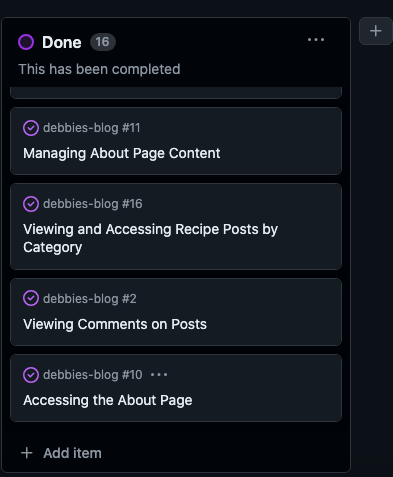 Done 16
This has been completed
debbies-blog #11
Managing About Page Content
debbies-blog #16
Viewing and Accessing Recipe Posts by
Category
debbies-blog #2
Viewing Comments on Posts
debbies-blog #10
Accessing the About Page
Add item